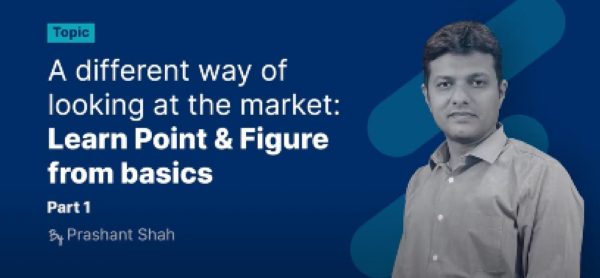 Topic
A different way of
looking at the market:
Learn Point & Figure
from basics
Part 1
By Prashant Shah